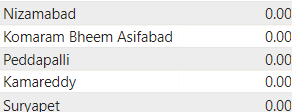 Nizamabad 0.00
Komaram Bheem Asifabad 0.00
Peddapalli 0.00
Kamareddy 0.00
Suryapet 0.00